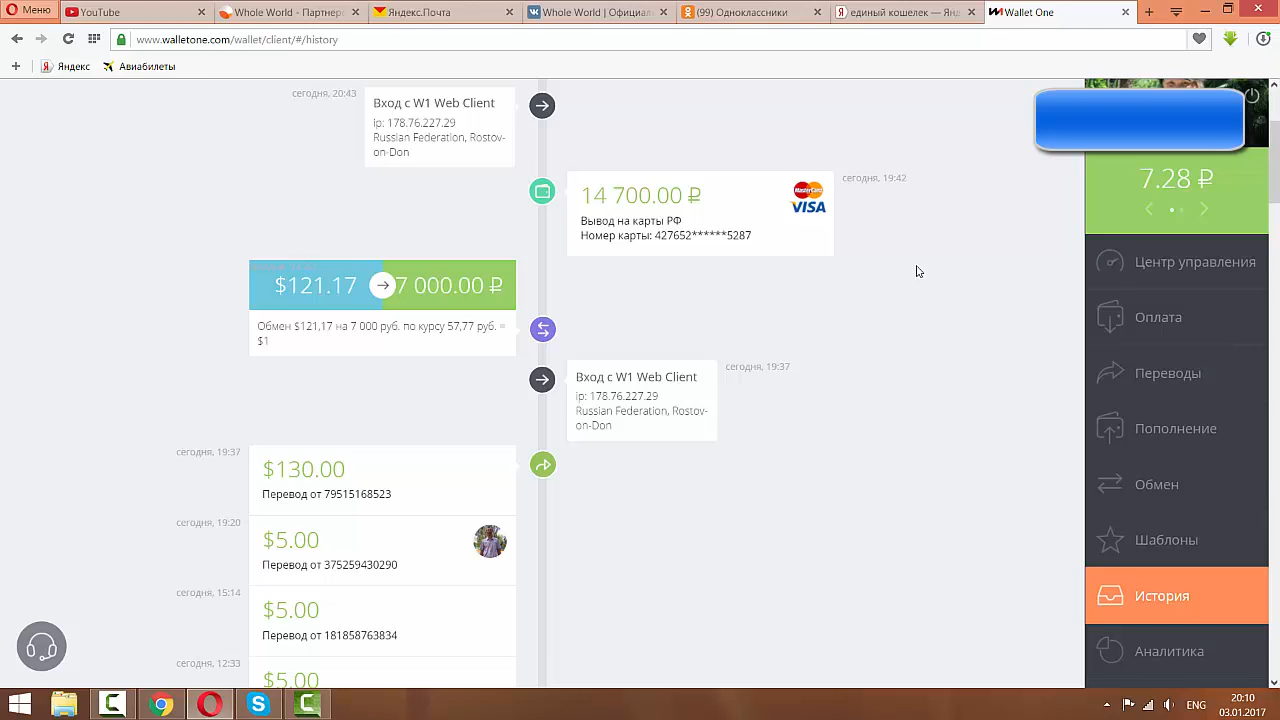 Меню
YouTube
Whole World - Партнер
Яндекс.Почта
Whole World | Официал
(99) Одноклассники
единый кошелек — Ян
Wallet One
www.walletone.com/wallet/client/#/history
Яндекс
Авиабилеты
сегодня, 20:43
Вход с W1 Web Client
ip: 178.76.227.29
Russian Federation, Rostov-
on-Don
14 700.00 ₽
MasterCard
VISA
Вывод на карты РФ
Номер карты: 427652******5287
сегодня, 19:42
$121.17
7 000.00 ₽
Обмен $121,17 на 7 000 руб. по курсу 57,77 руб. =
$1
Вход с W1 Web Client
ip: 178.76.227.29
Russian Federation, Rostov-
on-Don
сегодня, 19:37
сегодня, 19:37
$130.00
Перевод от 79515168523
сегодня, 19:20
$5.00
Перевод от 375259430290
сегодня, 15:14
$5.00
Перевод от 181858763834
сегодня, 12:33
$5.00
7.28 ₽
Центр управления
Оплата
Переводы
Пополнение
Обмен
Шаблоны
История
Аналитика
ENG
20:10
03.01.2017